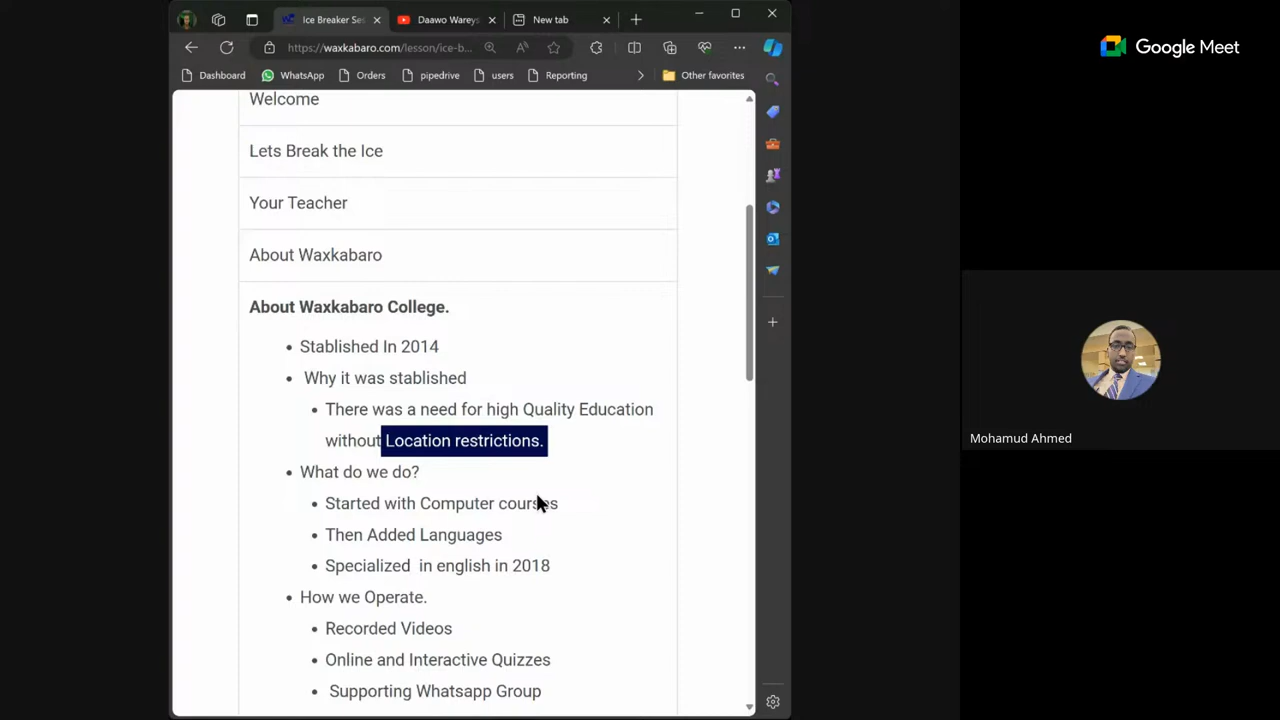 Ice Breaker Ses
Daawo Wareys
New tab
https://waxkabaro.com/lesson/ice-b...
Dashboard
WhatsApp
Orders
pipedrive
users
Reporting
Other favorites
Google Meet
Welcome
Lets Break the Ice
Your Teacher
About Waxkabaro
About Waxkabaro College.
Stablished In 2014
Why it was stablished
There was a need for high Quality Education
without Location restrictions.
What do we do?
Started with Computer courses
Then Added Languages
Specialized in english in 2018
How we Operate.
Recorded Videos
Online and Interactive Quizzes
Supporting Whatsapp Group
Mohamud Ahmed